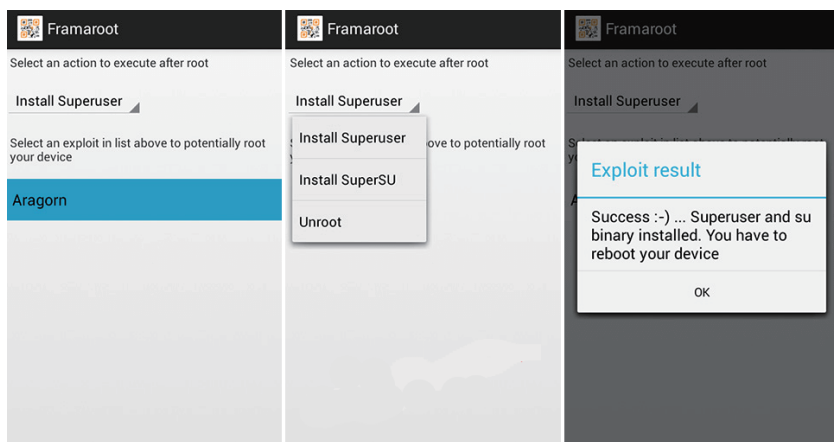 Framaroot
Select an action to execute after root
Install Superuser
Select an exploit in list above to potentially root
your device
Aragorn
Framaroot
Select an action to execute after root
Install Superuser
Install Superuser
ove to potentially root
Install SuperSU
Unroot
Framaroot
Select an action to execute after root
Install Superuser
Exploit result
Success :-) ... Superuser and su
binary installed. You have to
reboot your device
OK